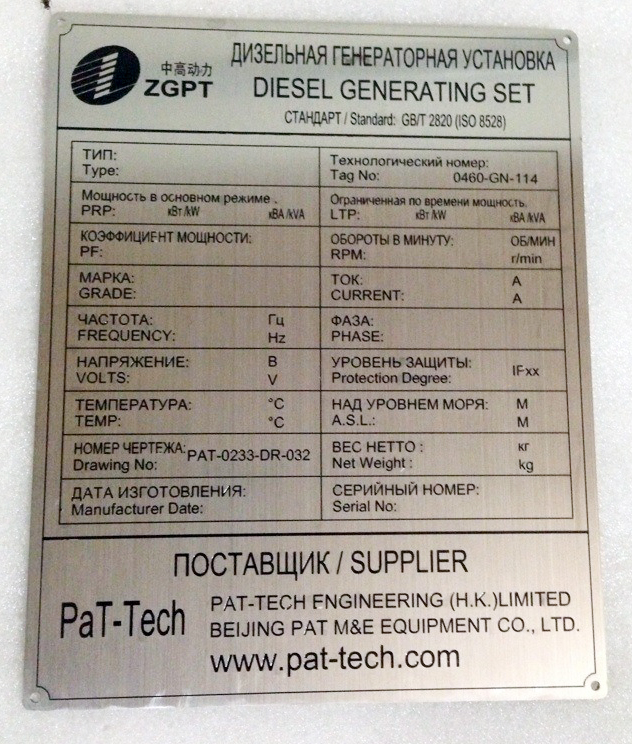 中高动力
ZGPT
ДИЗЕЛЬНАЯ ГЕНЕРАТОРНАЯ УСТАНОВКА
DIESEL GENERATING SET
СТАНДАРТ / Standard: GB/T 2820 (ISO 8528)
ТИП:
Type:
Технологический номер:
Tag No: 0460-GN-114
Мощность в основном режиме .
PRP: кВт /kW кВА /kVA
Ограниченная по времени мощность.
LTP: кВт /kW кВА /kVA
КОЭФФИЦИЕНТ МОЩНОСТИ:
PF:
ОБОРОТЫ В МИНУТУ: ОБ/МИН
RPM: r/min
МАРКА:
GRADE:
ТОК: А
CURRENT: A
ЧАСТОТА: Гц
FREQUENCY: Hz
ФАЗА:
PHASE:
НАПРЯЖЕНИЕ: В
VOLTS: V
УРОВЕНЬ ЗАЩИТЫ:
Protection Degree: IFxx
ТЕМПЕРАТУРА: °C
TEMP: °C
НАД УРОВНЕМ МОРЯ: М
A.S.L.: M
НОМЕР ЧЕРТЕЖА:
Drawing No: PAT-0233-DR-032
ВЕС НЕТТО : кг
Net Weight : kg
ДАТА ИЗГОТОВЛЕНИЯ:
Manufacturer Date:
СЕРИЙНЫЙ НОМЕР:
Serial No:
ПОСТАВЩИК / SUPPLIER
PaT-Tech
PAT-TECH FNGINEERING (H.K.)LIMITED
BEIJING PAT M&E EQUIPMENT CO., LTD.
www.pat-tech.com